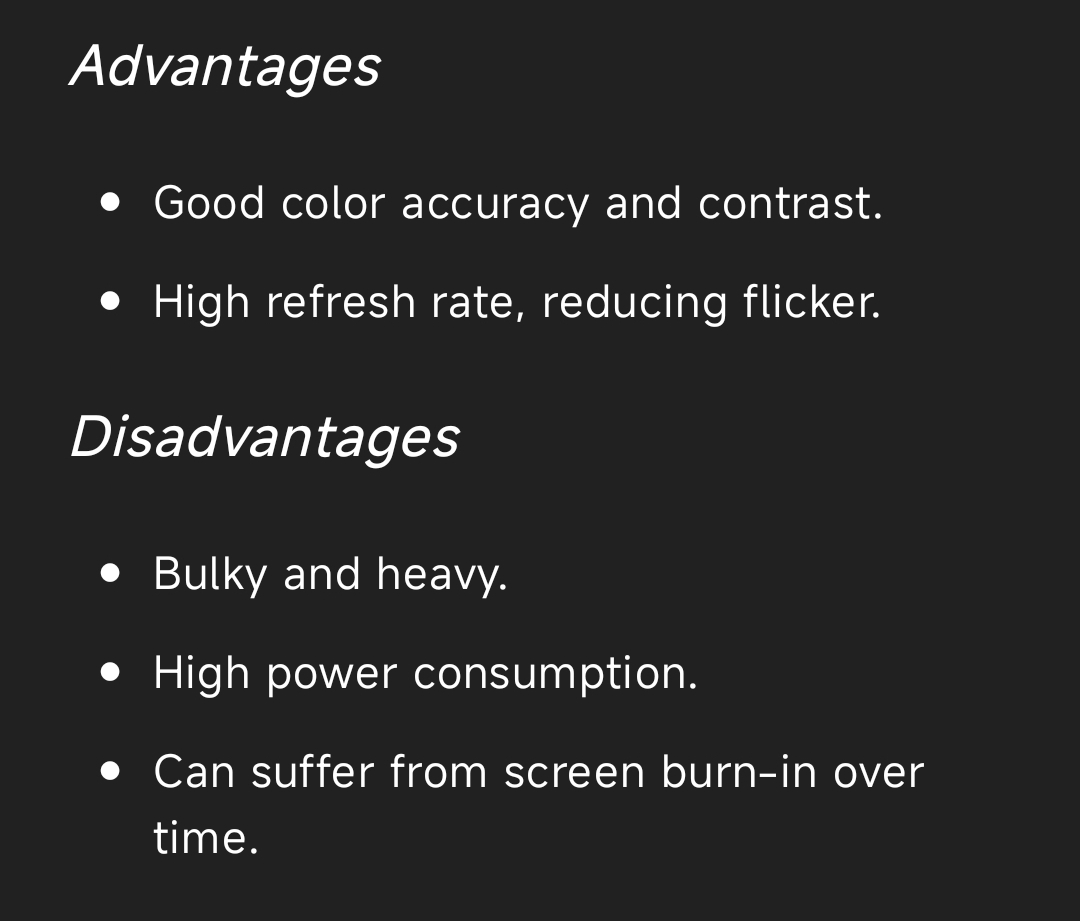 Advantages
• Good color accuracy and contrast.
• High refresh rate, reducing flicker.
Disadvantages
• Bulky and heavy.
• High power consumption.
• Can suffer from screen burn-in over
time.